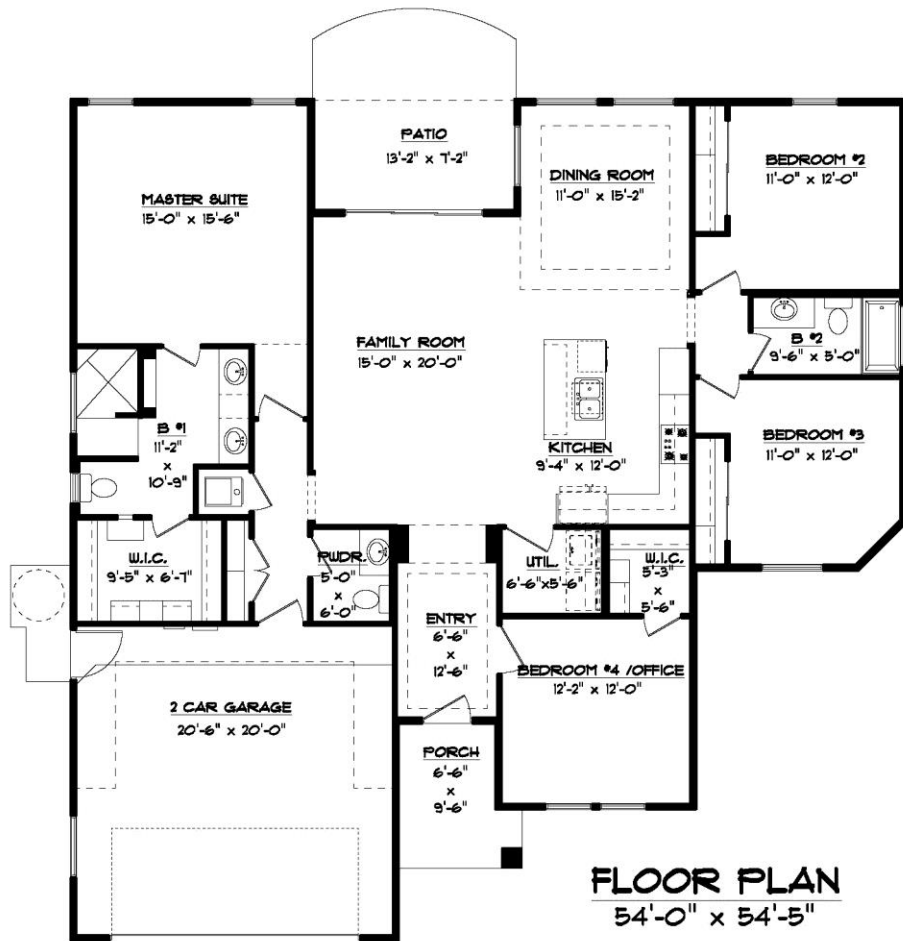 PATIO
13'-2" x 7'-2"
MASTER SUITE
15'-0" x 15'-6"
DINING ROOM
11'-0" x 15'-2"
BEDROOM #2
11'-0" x 12'-0"
FAMILY ROOM
15'-0" x 20'-0"
B #2
9'-6" x 5'-0"
B #1
11'-2"
x
10'-9"
KITCHEN
9'-4" x 12'-0"
BEDROOM #3
11'-0" x 12'-0"
W.I.C.
9'-5" x 6'-7"
PWDR.
5'-0"
x
6'-0"
UTIL.
6'-6"x5'-6"
W.I.C.
5'-3"
x
5'-6"
ENTRY
6'-6"
x
12'-6"
BEDROOM #4 /OFFICE
12'-2" x 12'-0"
2 CAR GARAGE
20'-6" x 20'-0"
PORCH
6'-6"
x
9'-6"
FLOOR PLAN
54'-0" x 54'-5"